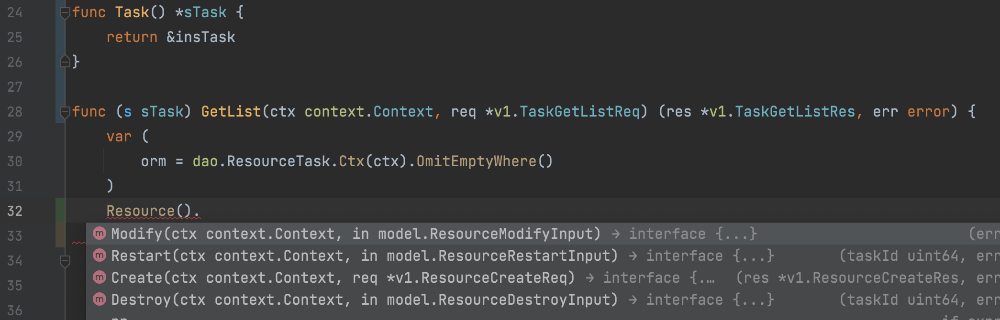 24 func Task() *sTask {
25 return &insTask
26 }
27
28 func (s sTask) GetList(ctx context.Context, req *v1.TaskGetListReq) (res *v1.TaskGetListRes, err error) {
29 var (
30 orm = dao.ResourceTask.Ctx(ctx).OmitEmptyWhere()
31 )
32 Resource().
33 m Modify(ctx context.Context, in model.ResourceModifyInput) → interface {...} (err
m Restart(ctx context.Context, in model.ResourceRestartInput) → interface {...} (taskId uint64, err
34
m Create(ctx context.Context, req *v1.ResourceCreateReq) → interface {.… (res *v1.ResourceCreateRes, err
35
m Destroy(ctx context.Context, in model.ResourceDestroyInput) → interface {...} (taskId uint64, err
36